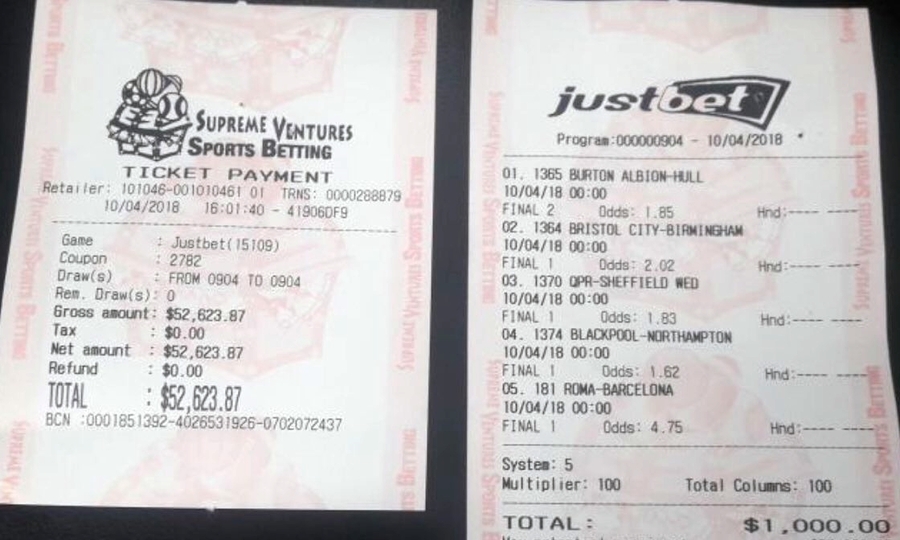 SUPREME VENTURES
SPORTS BETTING
TICKET PAYMENT
Retailer: 101046-001010461 01 TRNS: 0000288879
10/04/2018 16:01:40 - 41906DF9
Game : Justbet(15109)
Coupon : 2782
Draw(s) : FROM 0904 TO 0904
Rem. Draw(s): 0
Gross amount: $52,623.87
Tax : $0.00
Net amount : $52,623.87
Refund : $0.00
TOTAL : $52,623.87
BCN :0001851392-4026531926-0702072437
justbet
Program:000000904 - 10/04/2018
01. 1365 BURTON ALBION-HULL
10/04/18 00:00
FINAL 2 Odds: 1.85 Hnd:---- ----
02. 1364 BRISTOL CITY-BIRMINGHAM
10/04/18 00:00
FINAL 1 Odds: 2.02 Hnd:---- ----
03. 1370 QPR-SHEFFIELD WED
10/04/18 00:00
FINAL 1 Odds: 1.83 Hnd:---- ----
04. 1374 BLACKPOOL-NORTHAMPTON
10/04/18 00:00
FINAL 1 Odds: 1.62 Hnd:---- ----
05. 181 ROMA-BARCELONA
10/04/18 00:00
FINAL 1 Odds: 4.75 Hnd:---- ----
System: 5
Multiplier: 100 Total Columns: 100
TOTAL: $1,000.00